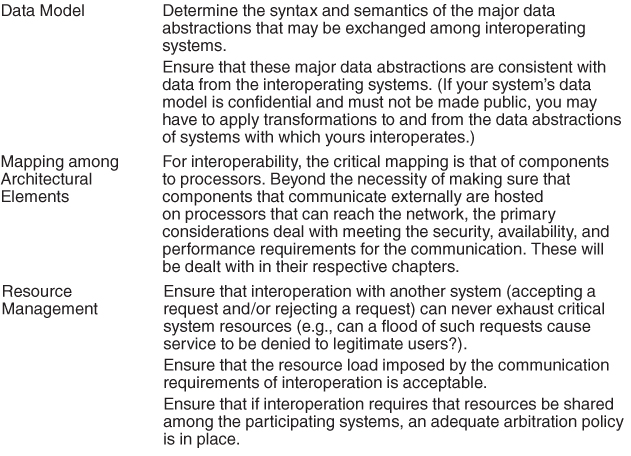 Data Model
Determine the syntax and semantics of the major data
abstractions that may be exchanged among interoperating
systems.
Ensure that these major data abstractions are consistent with
data from the interoperating systems. (If your system's data
model is confidential and must not be made public, you may
have to apply transformations to and from the data abstractions
of systems with which yours interoperates.)
Mapping among
Architectural
Elements
For interoperability, the critical mapping is that of components
to processors. Beyond the necessity of making sure that
components that communicate externally are hosted
on processors that can reach the network, the primary
considerations deal with meeting the security, availability, and
performance requirements for the communication. These will
be dealt with in their respective chapters.
Resource
Management
Ensure that interoperation with another system (accepting a
request and/or rejecting a request) can never exhaust critical
system resources (e.g., can a flood of such requests cause
service to be denied to legitimate users?).
Ensure that the resource load imposed by the communication
requirements of interoperation is acceptable.
Ensure that if interoperation requires that resources be shared
among the participating systems, an adequate arbitration policy
is in place.